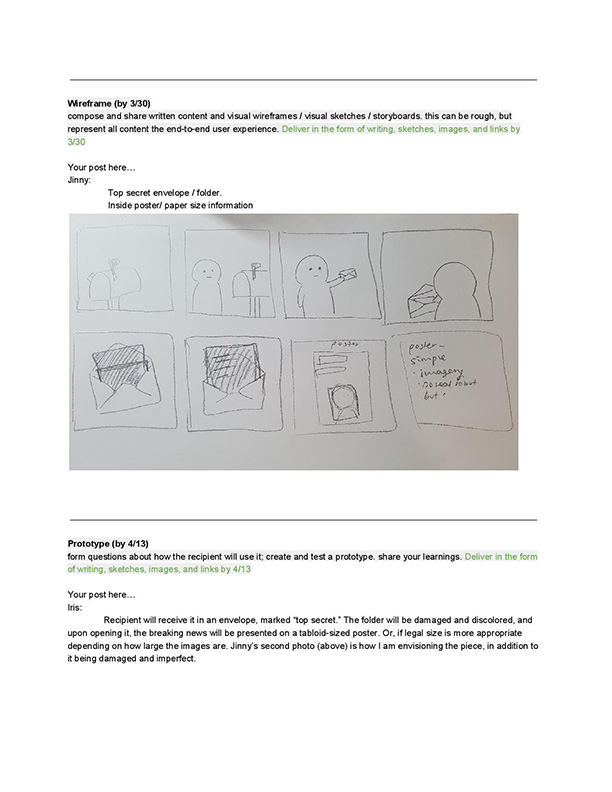 Wireframe (by 3/30)
compose and share written content and visual wireframes / visual sketches / storyboards. this can be rough, but
represent all content the end-to-end user experience. Deliver in the form of writing, sketches, images, and links by
3/30
Your post here…
Jinny:
Top secret envelope / folder.
Inside poster/ paper size information
poster
poster-
simple
- imagery
but
Prototype (by 4/13)
form questions about how the recipient will use it; create and test a prototype. share your learnings. Deliver in the form
of writing, sketches, images, and links by 4/13
Your post here…
Iris:
Recipient will receive it in an envelope, marked “top secret.” The folder will be damaged and discolored, and
upon opening it, the breaking news will be presented on a tabloid-sized poster. Or, if legal size is more appropriate
depending on how large the images are. Jinny’s second photo (above) is how I am envisioning the piece, in addition to
it being damaged and imperfect.